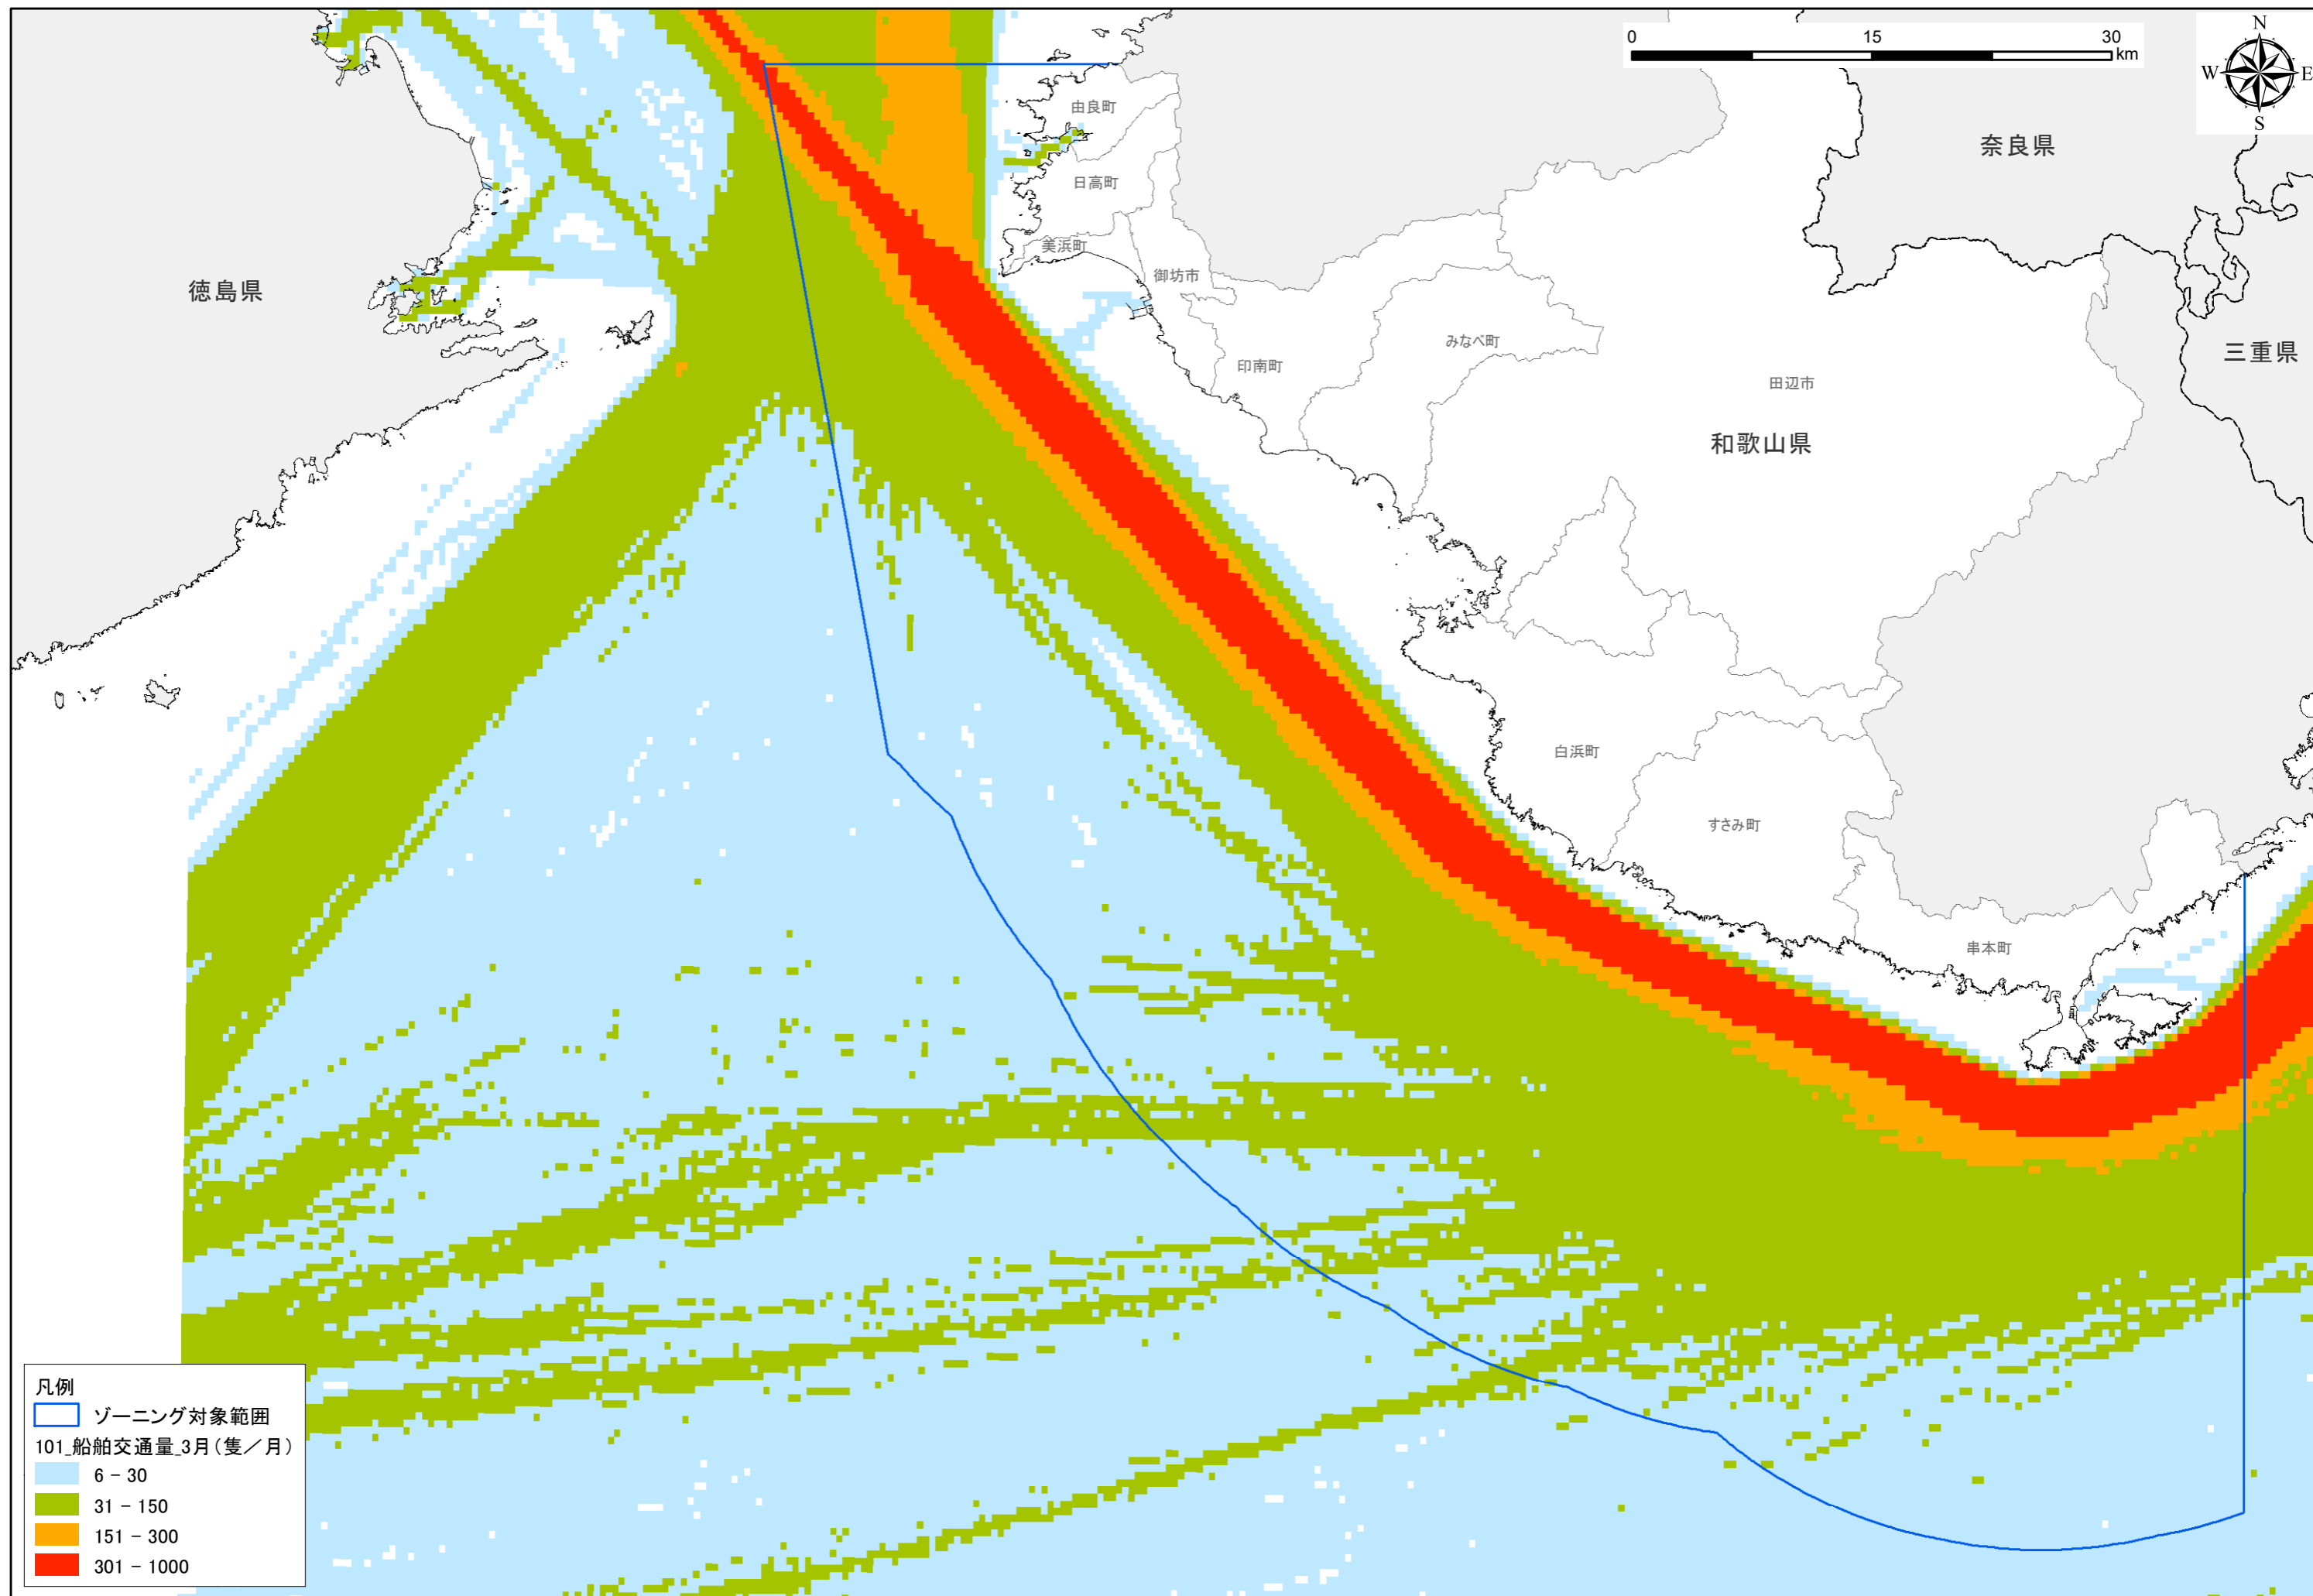 0 15 30
km
N
W E
S
由良町
奈良県
日高町
美浜町
御坊市
徳島県
みなべ町
三重県
印南町
田辺市
和歌山県
白浜町
すさみ町
串本町
凡例
ゾーニング対象範囲
101_船舶交通量_3月(隻／月)
6 - 30
31 - 150
151 - 300
301 - 1000